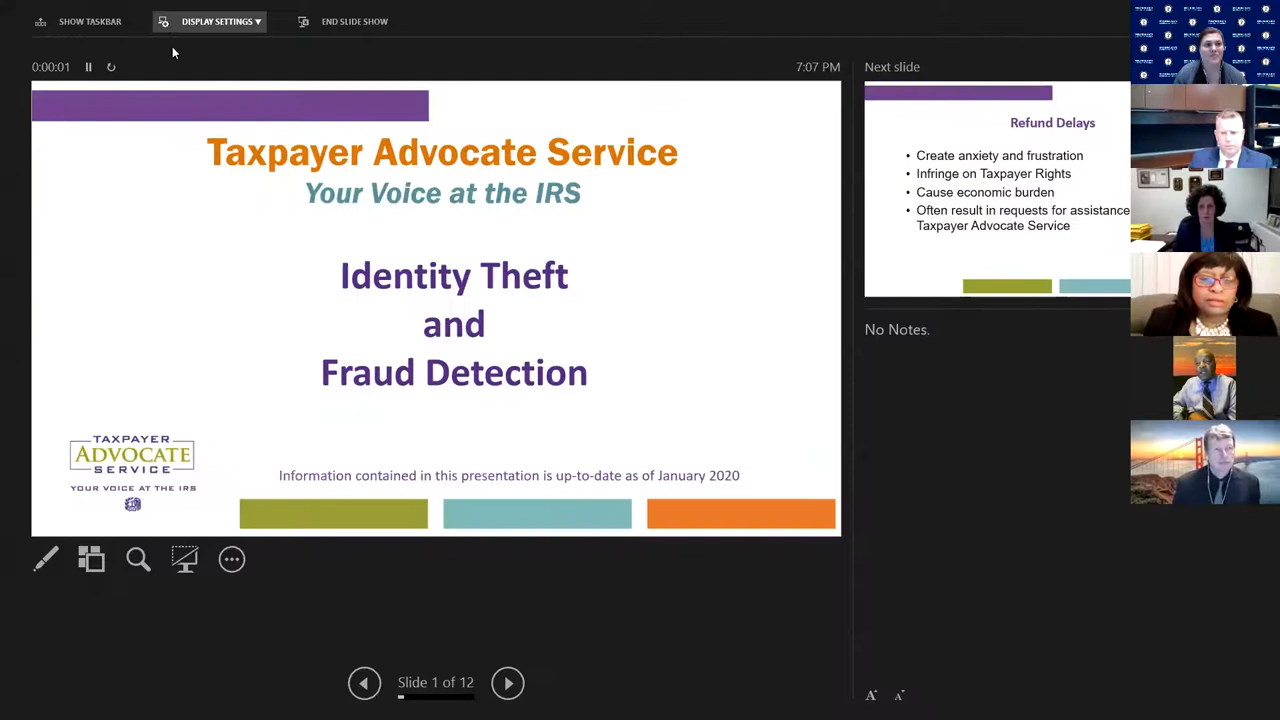 SHOW TASKBAR
DISPLAY SETTINGS ▾
END SLIDE SHOW
0:00:01
7:07 PM
Taxpayer Advocate Service
Your Voice at the IRS
Identity Theft
and
Fraud Detection
TAXPAYER
ADVOCATE
SERVICE
YOUR VOICE AT THE IRS
Information contained in this presentation is up-to-date as of January 2020
Slide 1 of 12
Next slide
Refund Delays
• Create anxiety and frustration
• Infringe on Taxpayer Rights
• Cause economic burden
• Often result in requests for assistance
Taxpayer Advocate Service
No Notes.
A
A